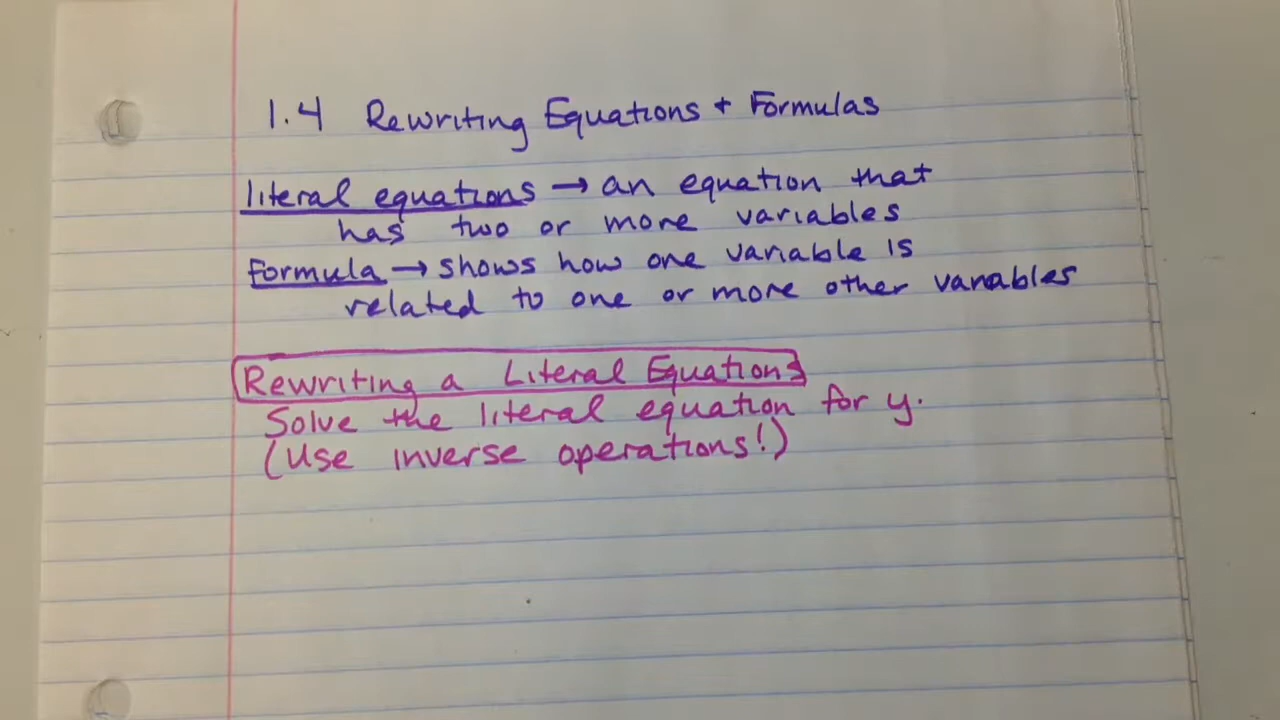 1.4 Rewriting Equations + Formulas
literal equations → an equation that
has two or more variables
Formula → shows how one variable is
related to one or more other variables
Rewriting a Literal Equations
Solve the literal equation for y.
(Use inverse operations!)